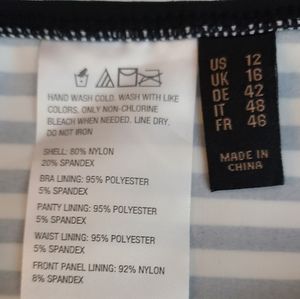 HAND WASH COLD. WASH WITH LIKE
COLORS, ONLY NON-CHLORINE
BLEACH WHEN NEEDED. LINE DRY.
DO NOT IRON
SHELL: 80% NYLON
20% SPANDEX
BRA LINING: 95% POLYESTER
5% SPANDEX
PANTY LINING: 95% POLYESTER
5% SPANDEX
WAIST LINING: 95% POLYESTER
5% SPANDEX
FRONT PANEL LINING: 92% NYLON
8% SPANDEX
US 12
UK 16
DE 42
IT 48
FR 46
MADE IN
CHINA